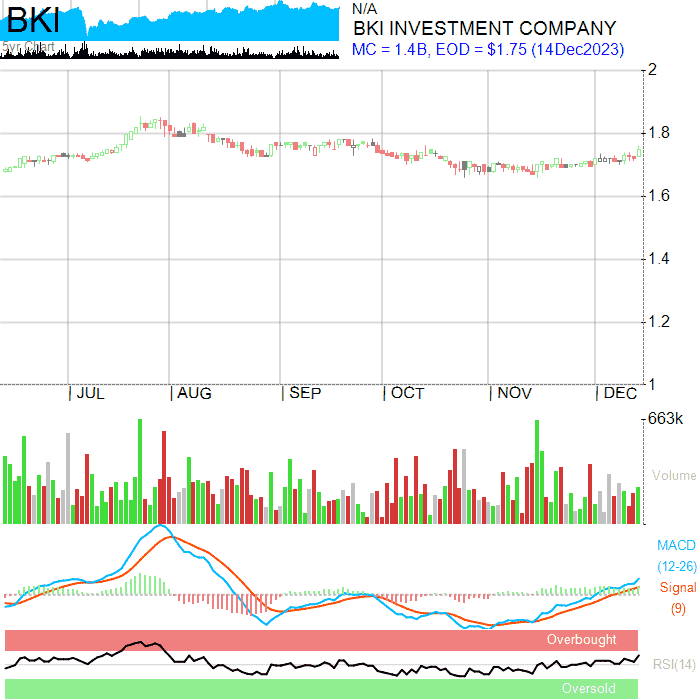 BKI
5yr Chart
N/A
BKI INVESTMENT COMPANY
MC = 1.4B, EOD = $1.75 (14Dec2023)
2
1.8
1.6
1.4
1.2
1
JUL AUG SEP OCT NOV DEC
663k
Volume
MACD
(12-26)
Signal
(9)
Overbought
RSI(14)
Oversold